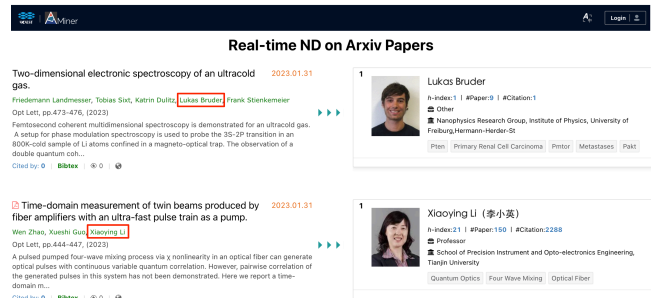 AMiner
Login
Real-time ND on Arxiv Papers
Two-dimensional electronic spectroscopy of an ultracold gas.
2023.01.31
Friedemann Landmesser, Tobias Sixt, Katrin Dulitz, Lukas Bruder, Frank Stienkemeier
Opt Lett, pp.473-476, (2023)
Femtosecond coherent multidimensional spectroscopy is demonstrated for an ultracold gas.
A setup for phase modulation spectroscopy is used to probe the 3S-2P transition in an
800K-cold sample of Li atoms confined in a magneto-optical trap. The observation of a
double quantum coh...
Cited by: 0 Bibtex 0
1
Lukas Bruder
h-index:1 | #Paper:9 | #Citation:1
Other
Nanophysics Research Group, Institute of Physics, University of
Freiburg,Hermann-Herder-St
Pten Primary Renal Cell Carcinoma Pmtor Metastases Pakt
Time-domain measurement of twin beams produced by
2023.01.31
fiber amplifiers with an ultra-fast pulse train as a pump.
Wen Zhao, Xueshi Guo, Xiaoying Li
Opt Lett, pp.444-447, (2023)
A pulsed pumped four-wave mixing process via χ nonlinearity in an optical fiber can generate
optical pulses with continuous variable quantum correlation. However, pairwise correlation of
the generated pulses in this system has not been demonstrated. Here we report a time-
domain m...
Cited by: 0 Bibtex 0
1
Xiaoying Li (李小英)
h-index:21 | #Paper:150 | #Citation:2288
Professor
School of Precision Instrument and Opto-electronics Engineering,
Tianjin University
Quantum Optics Four Wave Mixing Optical Fiber